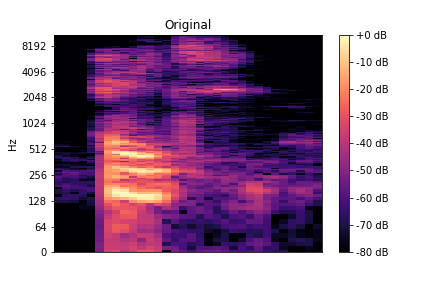 Original
8192
4096
2048
1024
512
256
128
64
0
Hz
+0 dB
-10 dB
-20 dB
-30 dB
-40 dB
-50 dB
-60 dB
-70 dB
-80 dB